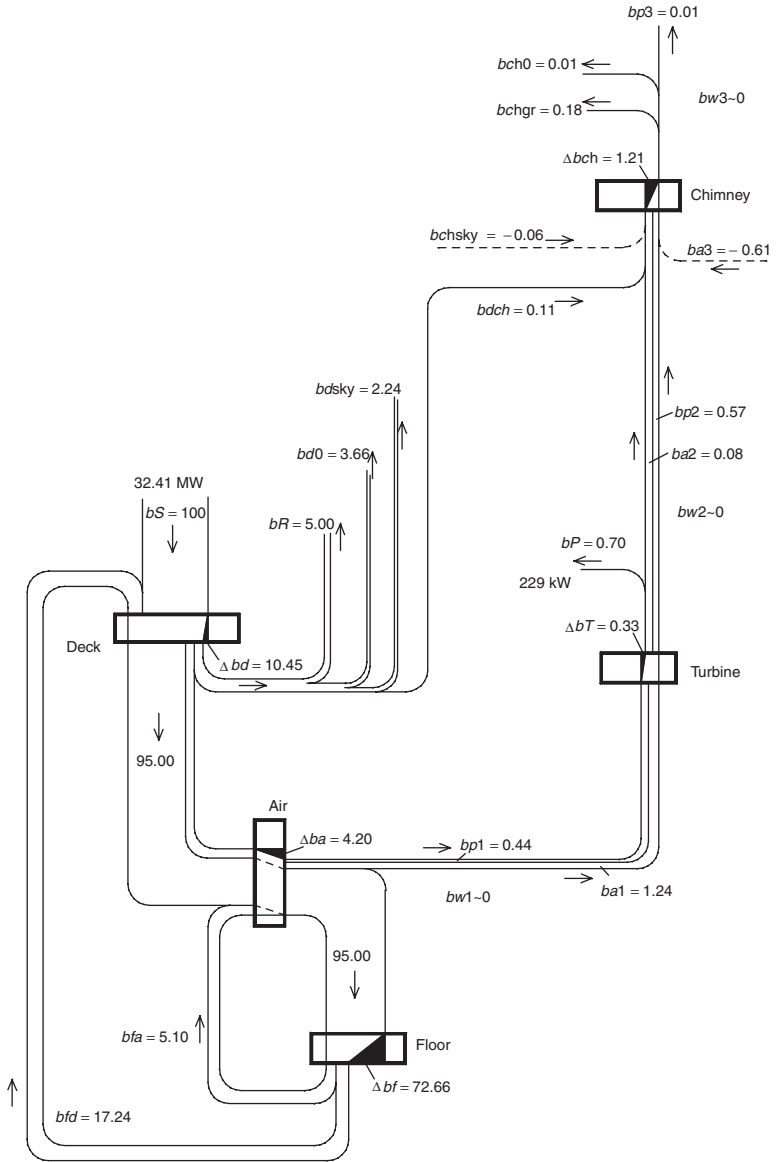 bp3 = 0.01
bch0 = 0.01
bw3~0
bchgr = 0.18
Δbch = 1.21
Chimney
bchsky = −0.06
ba3 = − 0.61
bdch = 0.11
bdsky = 2.24
bp2 = 0.57
bd0 = 3.66
ba2 = 0.08
32.41 MW
bS = 100
bR = 5.00
bw2~0
bP = 0.70
229 kW
ΔbT = 0.33
Deck
Δbd = 10.45
Turbine
95.00
Air
Δba = 4.20
bp1 = 0.44
bw1~0
ba1 = 1.24
95.00
bfa = 5.10
Floor
Δbf = 72.66
bfd = 17.24